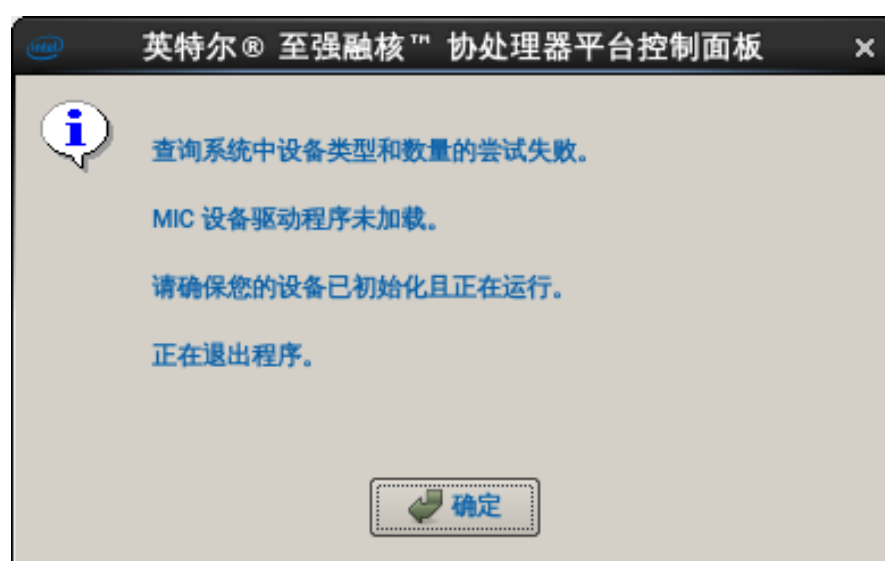 intel
英特尔® 至强融核™ 协处理器平台控制面板
查询系统中设备类型和数量的尝试失败。
MIC 设备驱动程序未加载。
请确保您的设备已初始化且正在运行。
正在退出程序。
确定